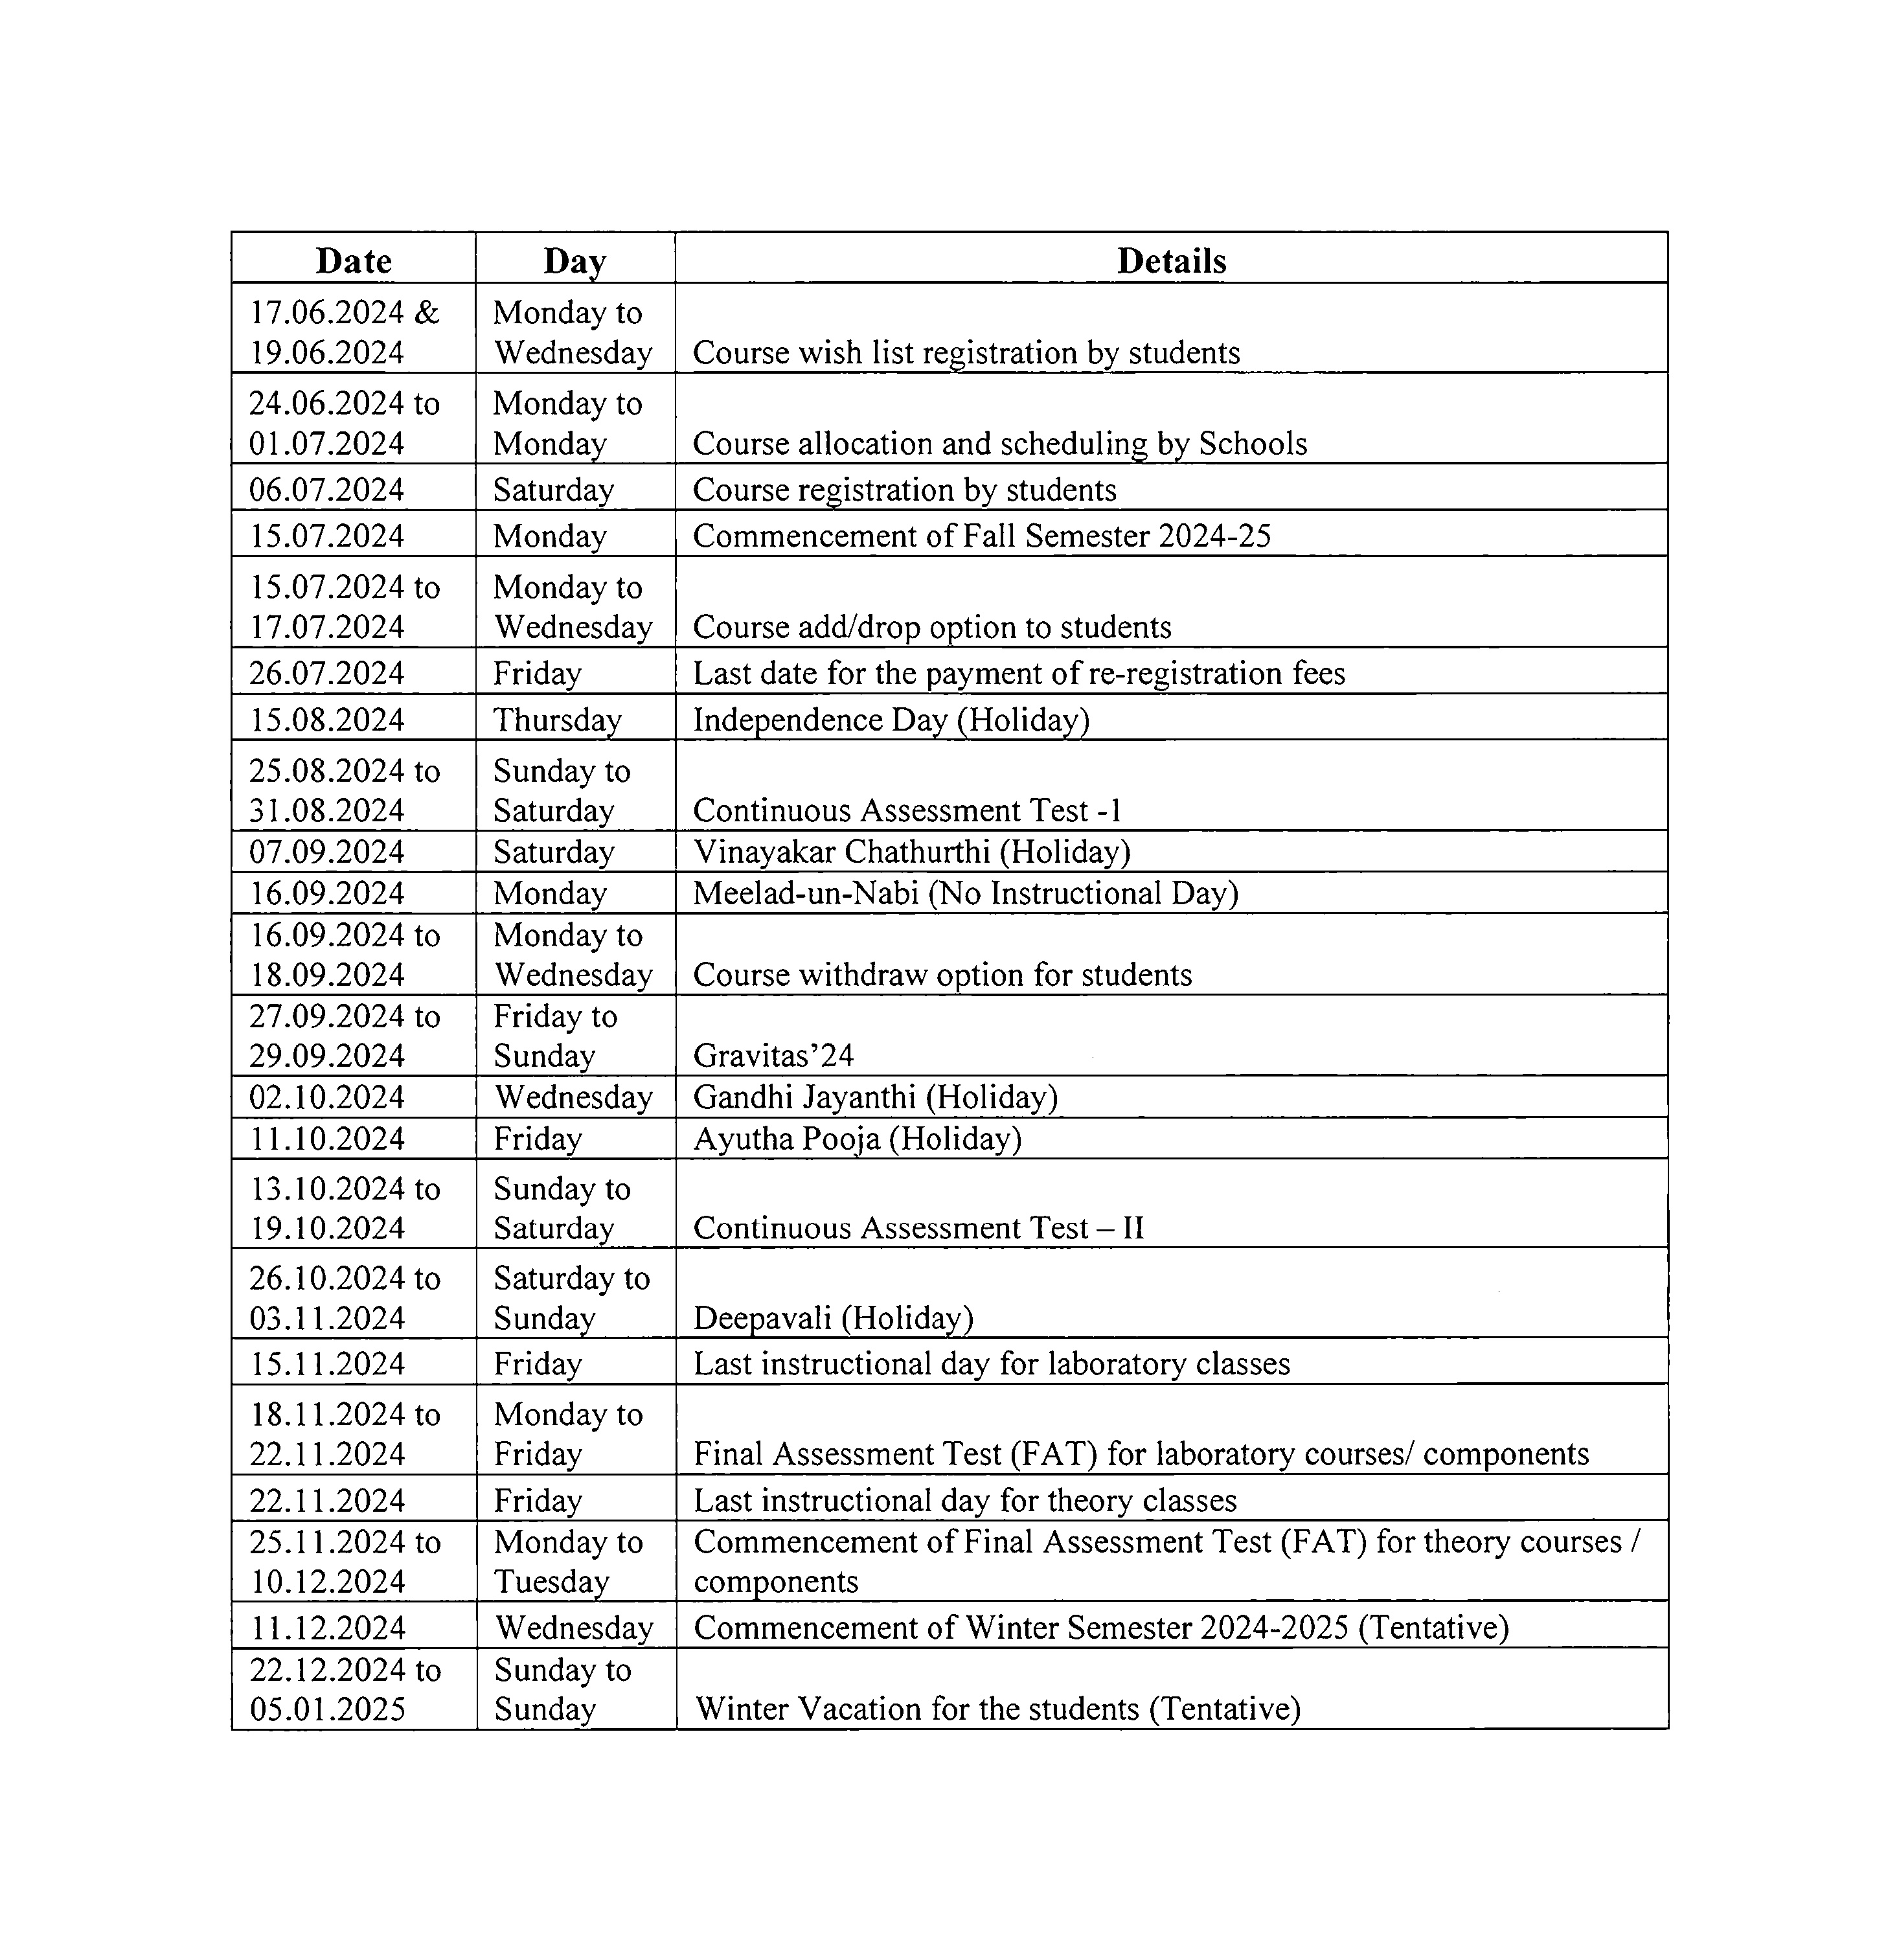 Date Day Details
17.06.2024 & Monday to
19.06.2024 Wednesday Course wish list registration by students
24.06.2024 to Monday to
01.07.2024 Monday Course allocation and scheduling by Schools
06.07.2024 Saturday Course registration by students
15.07.2024 Monday Commencement of Fall Semester 2024-25
15.07.2024 to Monday to
17.07.2024 Wednesday Course add/drop option to students
26.07.2024 Friday Last date for the payment of re-registration fees
15.08.2024 Thursday Independence Day (Holiday)
25.08.2024 to Sunday to
31.08.2024 Saturday Continuous Assessment Test -1
07.09.2024 Saturday Vinayakar Chathurthi (Holiday)
16.09.2024 Monday Meelad-un-Nabi (No Instructional Day)
16.09.2024 to Monday to
18.09.2024 Wednesday Course withdraw option for students
27.09.2024 to Friday to
29.09.2024 Sunday Gravitas’24
02.10.2024 Wednesday Gandhi Jayanthi (Holiday)
11.10.2024 Friday Ayutha Pooja (Holiday)
13.10.2024 to Sunday to
19.10.2024 Saturday Continuous Assessment Test – II
26.10.2024 to Saturday to
03.11.2024 Sunday Deepavali (Holiday)
15.11.2024 Friday Last instructional day for laboratory classes
18.11.2024 to Monday to
22.11.2024 Friday Final Assessment Test (FAT) for laboratory courses/ components
22.11.2024 Friday Last instructional day for theory classes
25.11.2024 to Monday to Commencement of Final Assessment Test (FAT) for theory courses /
10.12.2024 Tuesday components
11.12.2024 Wednesday Commencement of Winter Semester 2024-2025 (Tentative)
22.12.2024 to Sunday to
05.01.2025 Sunday Winter Vacation for the students (Tentative)